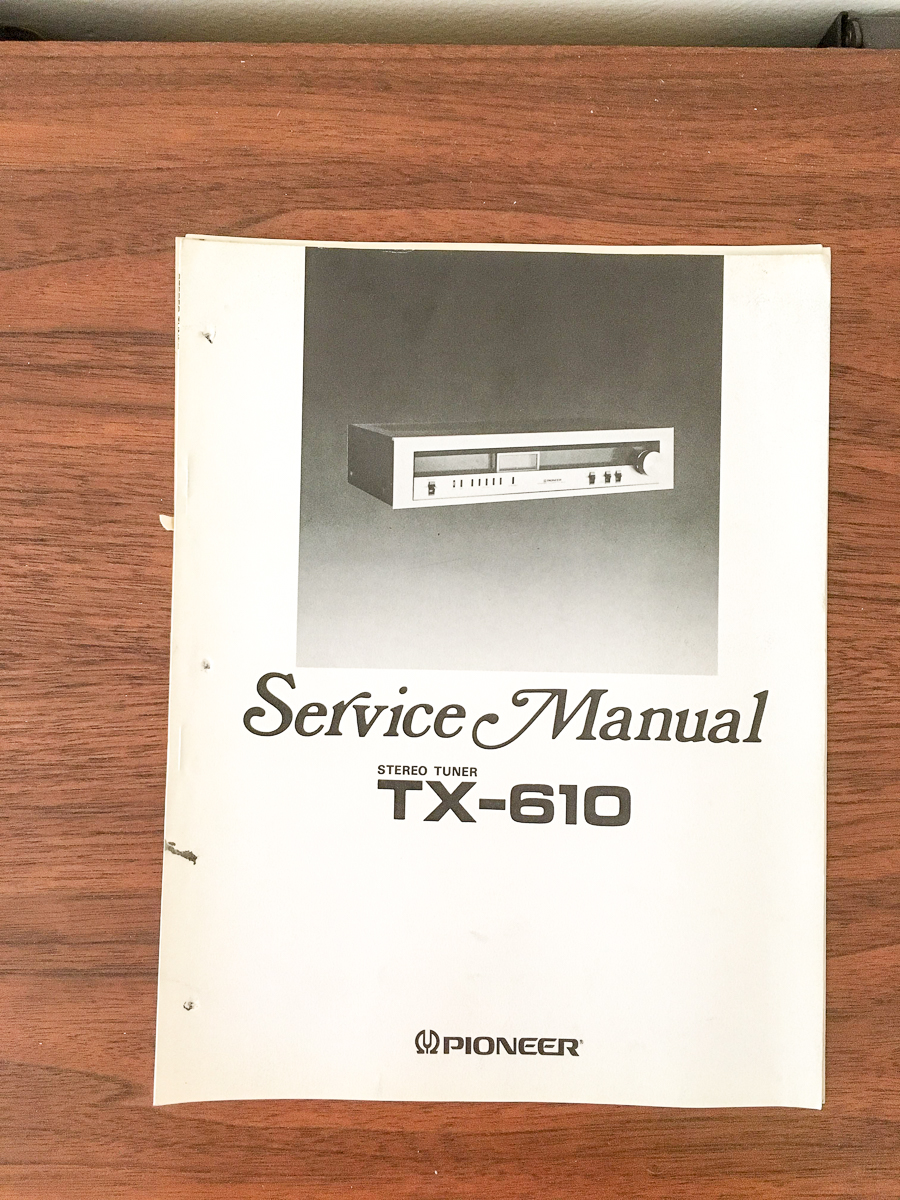 Service Manual
STEREO TUNER
TX-610
PIONEER®